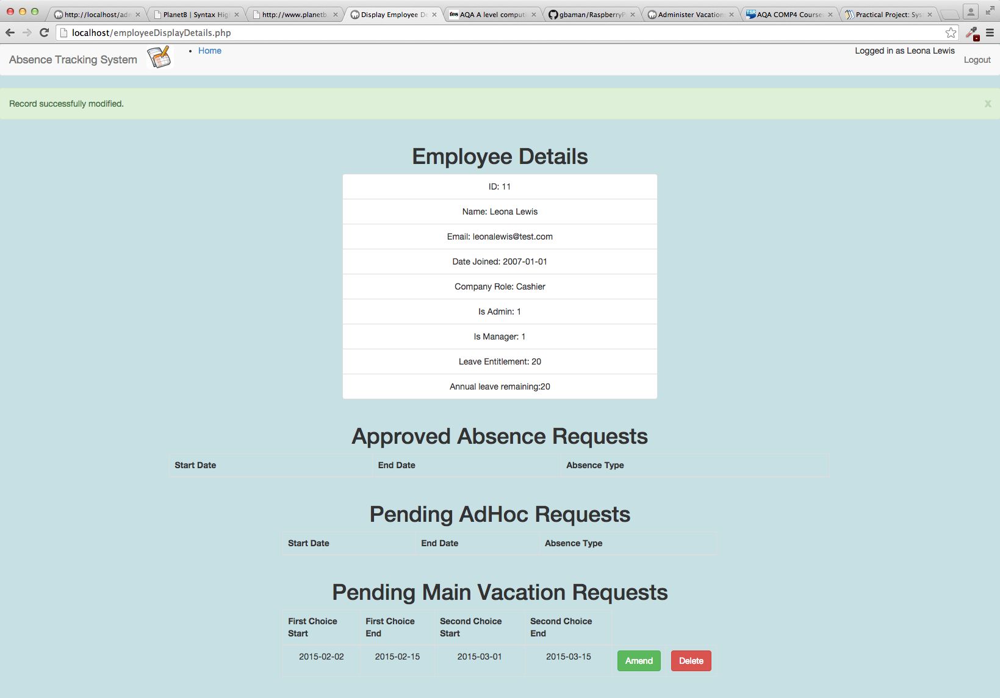 http://localhost/adm
PlanetB | Syntax Hig
http://www.planetb.
Display Employee De
fes AQA A level computi
gbaman/RaspberryPi
Administer Vacation
TSR AQA COMP4 Course
Practical Project: Sys
localhost/employeeDisplayDetails.php
Absence Tracking System
Home
Logged in as Leona Lewis
Logout
Record successfully modified.
x
Employee Details
ID: 11
Name: Leona Lewis
Email: leonalewis@test.com
Date Joined: 2007-01-01
Company Role: Cashier
Is Admin: 1
Is Manager: 1
Leave Entitlement: 20
Annual leave remaining:20
Approved Absence Requests
Start Date End Date Absence Type
Pending AdHoc Requests
Start Date End Date Absence Type
Pending Main Vacation Requests
First Choice Start First Choice End Second Choice Start Second Choice End
2015-02-02 2015-02-15 2015-03-01 2015-03-15 Amend Delete